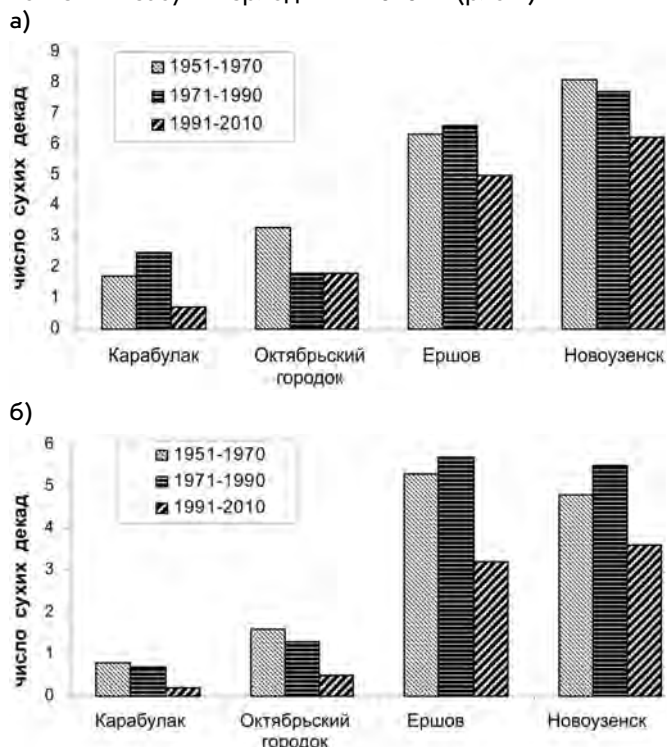 а)
число сухих декад
9
8
7
6
5
4
3
2
1
0
1951-1970
1971-1990
1991-2010
Карабулак
Октябрьский
городок
Ершов
Новоузенск
б)
число сухих декад
6
5
4
3
2
1
0
1951-1970
1971-1990
1991-2010
Карабулак
Октябрьский
городок
Ершов
Новоузенск